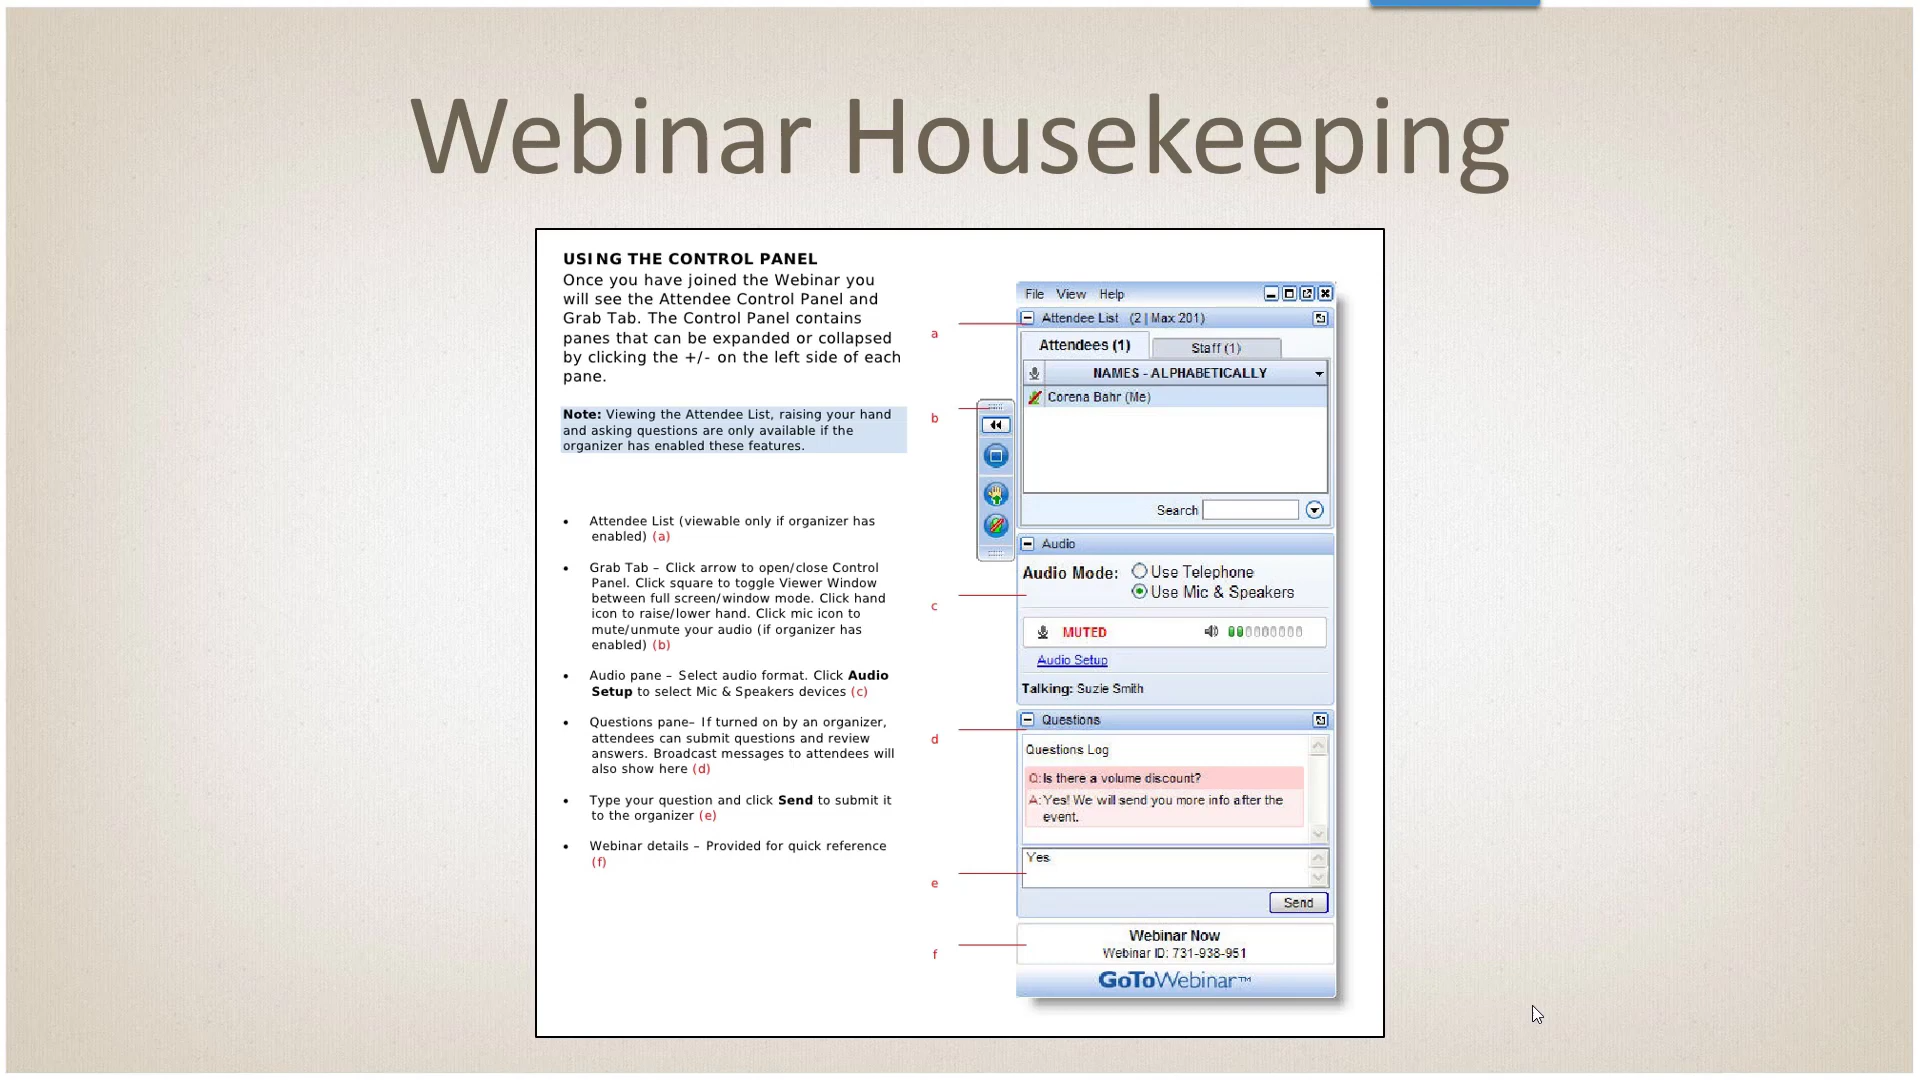 Webinar Housekeeping
USING THE CONTROL PANEL
Once you have joined the Webinar you
will see the Attendee Control Panel and
Grab Tab. The Control Panel contains
panes that can be expanded or collapsed
by clicking the +/- on the left side of each
pane.
Note: Viewing the Attendee List, raising your hand
and asking questions are only available if the
organizer has enabled these features.
• Attendee List (viewable only if organizer has
enabled) (a)
• Grab Tab – Click arrow to open/close Control
Panel. Click square to toggle Viewer Window
between full screen/window mode. Click hand
icon to raise/lower hand. Click mic icon to
mute/unmute your audio (if organizer has
enabled) (b)
• Audio pane – Select audio format. Click Audio
Setup to select Mic & Speakers devices (c)
• Questions pane– If turned on by an organizer,
attendees can submit questions and review
answers. Broadcast messages to attendees will
also show here (d)
• Type your question and click Send to submit it
to the organizer (e)
• Webinar details – Provided for quick reference
(f)
a
b
c
d
e
f
File View Help
Attendee List (2 | Max 201)
Attendees (1) Staff (1)
NAMES - ALPHABETICALLY
Corena Bahr (Me)
Search
Audio
Audio Mode: Use Telephone
Use Mic & Speakers
MUTED
Audio Setup
Talking: Suzie Smith
Questions
Questions Log
Q: Is there a volume discount?
A: Yes! We will send you more info after the
event.
Yes
Send
Webinar Now
Webinar ID: 731-938-951
GoToWebinar™